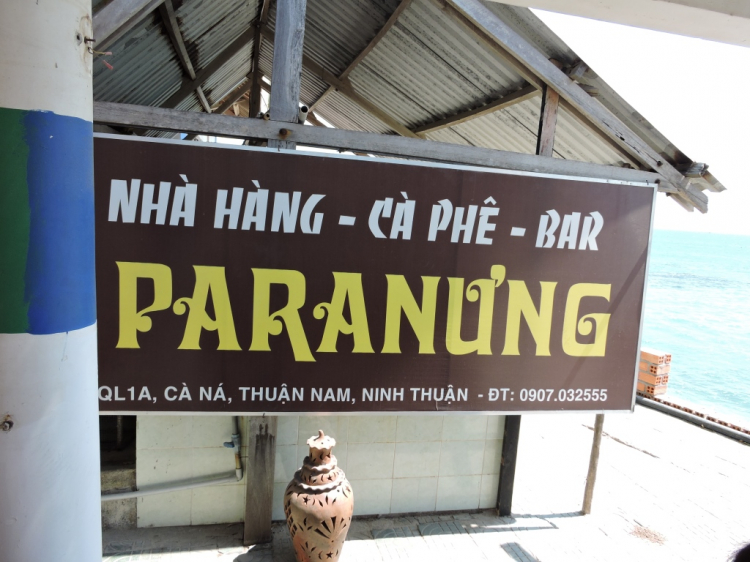 NHÀ HÀNG - CÀ PHÊ - BAR
PARANƯNG
QL1A, CÀ NÁ, THUẬN NAM, NINH THUẬN - ĐT: 0907.032555